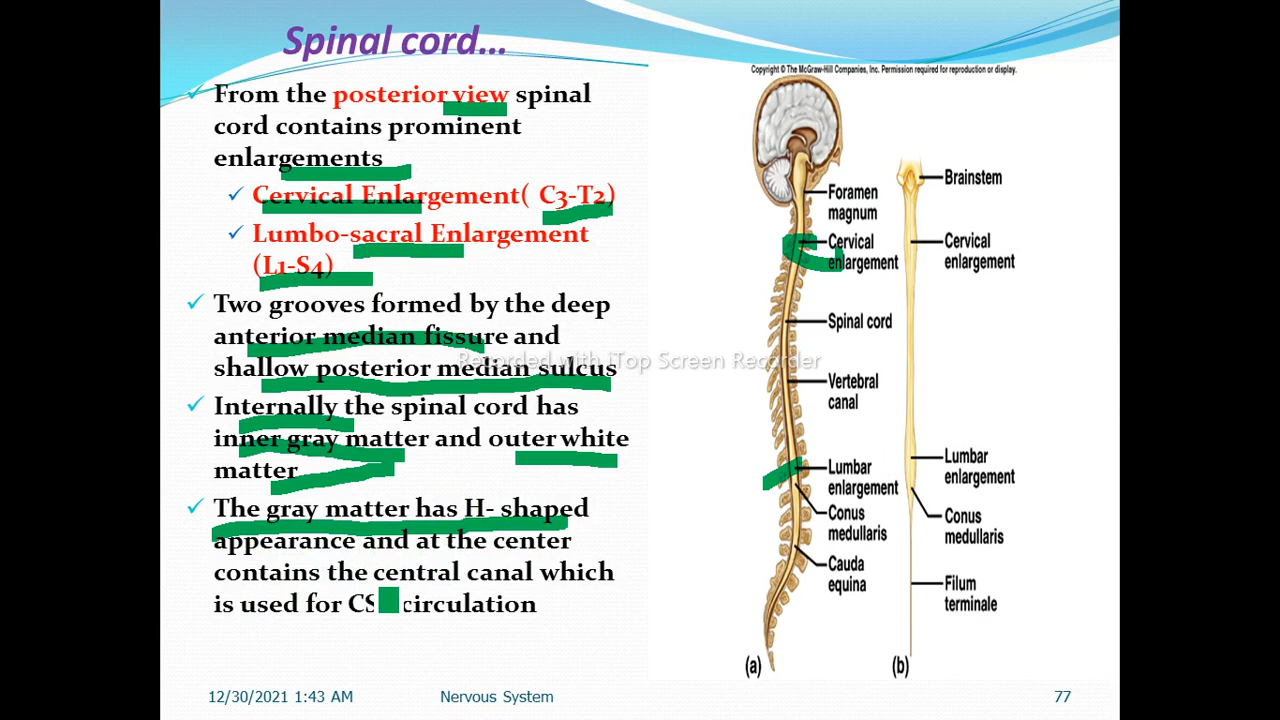 Spinal cord...
Copyright © The McGraw-Hill Companies, Inc. Permission required for reproduction or display.
From the posterior view spinal
cord contains prominent
enlargements
Cervical Enlargement( C3-T2)
Lumbo-sacral Enlargement
(L1-S4)
Two grooves formed by the deep
anterior median fissure and
shallow posterior median sulcus
Internally the spinal cord has
inner gray matter and outer white
matter
The gray matter has H- shaped
appearance and at the center
contains the central canal which
is used for CS circulation
Recorded with iTop Screen Recorder
Foramen
magnum
Cervical
enlargement
Spinal cord
Vertebral
canal
Lumbar
enlargement
Conus
medullaris
Cauda
equina
(a)
Brainstem
Cervical
enlargement
Lumbar
enlargement
Conus
medullaris
Filum
terminale
(b)
12/30/2021 1:43 AM
Nervous System
77